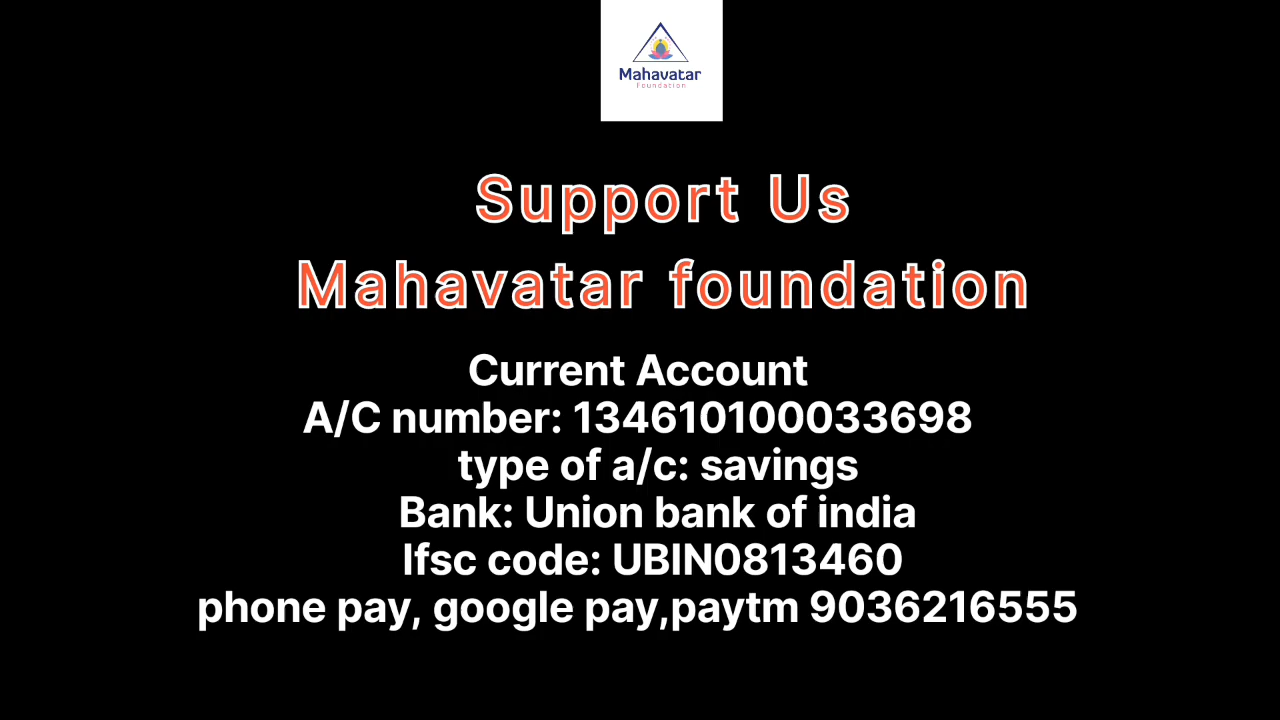 Mahavatar
Foundation
Support Us
Mahavatar foundation
Current Account
A/C number: 134610100033698
type of a/c: savings
Bank: Union bank of india
Ifsc code: UBIN0813460
phone pay, google pay,paytm 9036216555